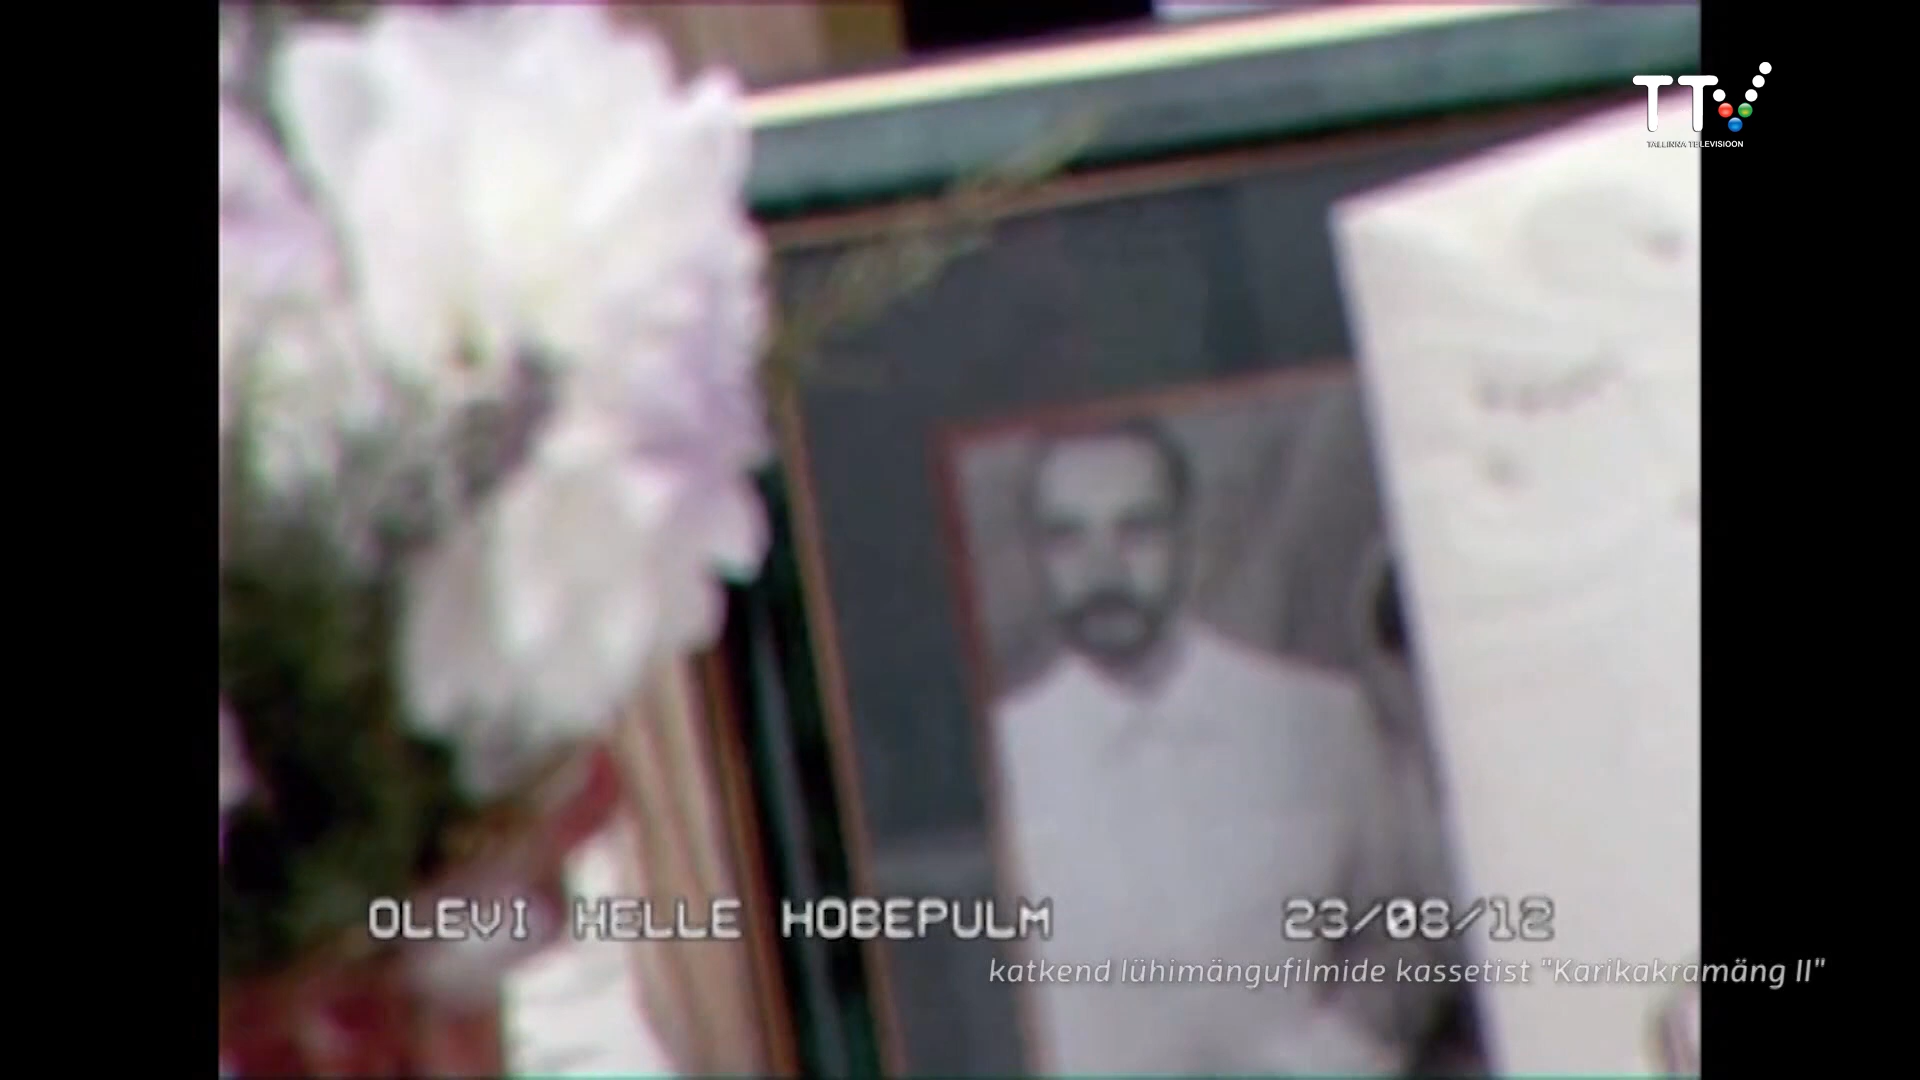 TTV
TALLINNA TELEVISIOON
OLEVI HELLE HOBEPULM 23/08/12
katkend lühimängufilmide kassetist "Karikakramäng II"